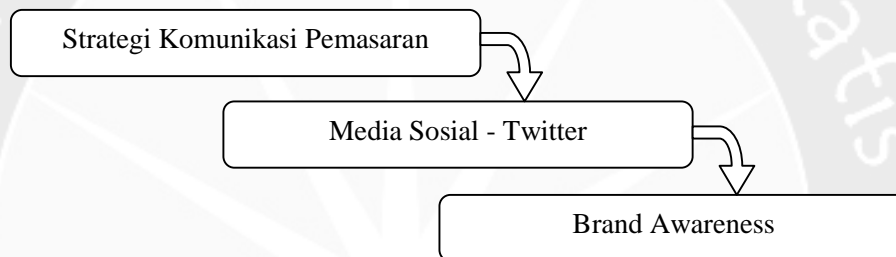 Strategi Komunikasi Pemasaran
Media Sosial - Twitter
Brand Awareness